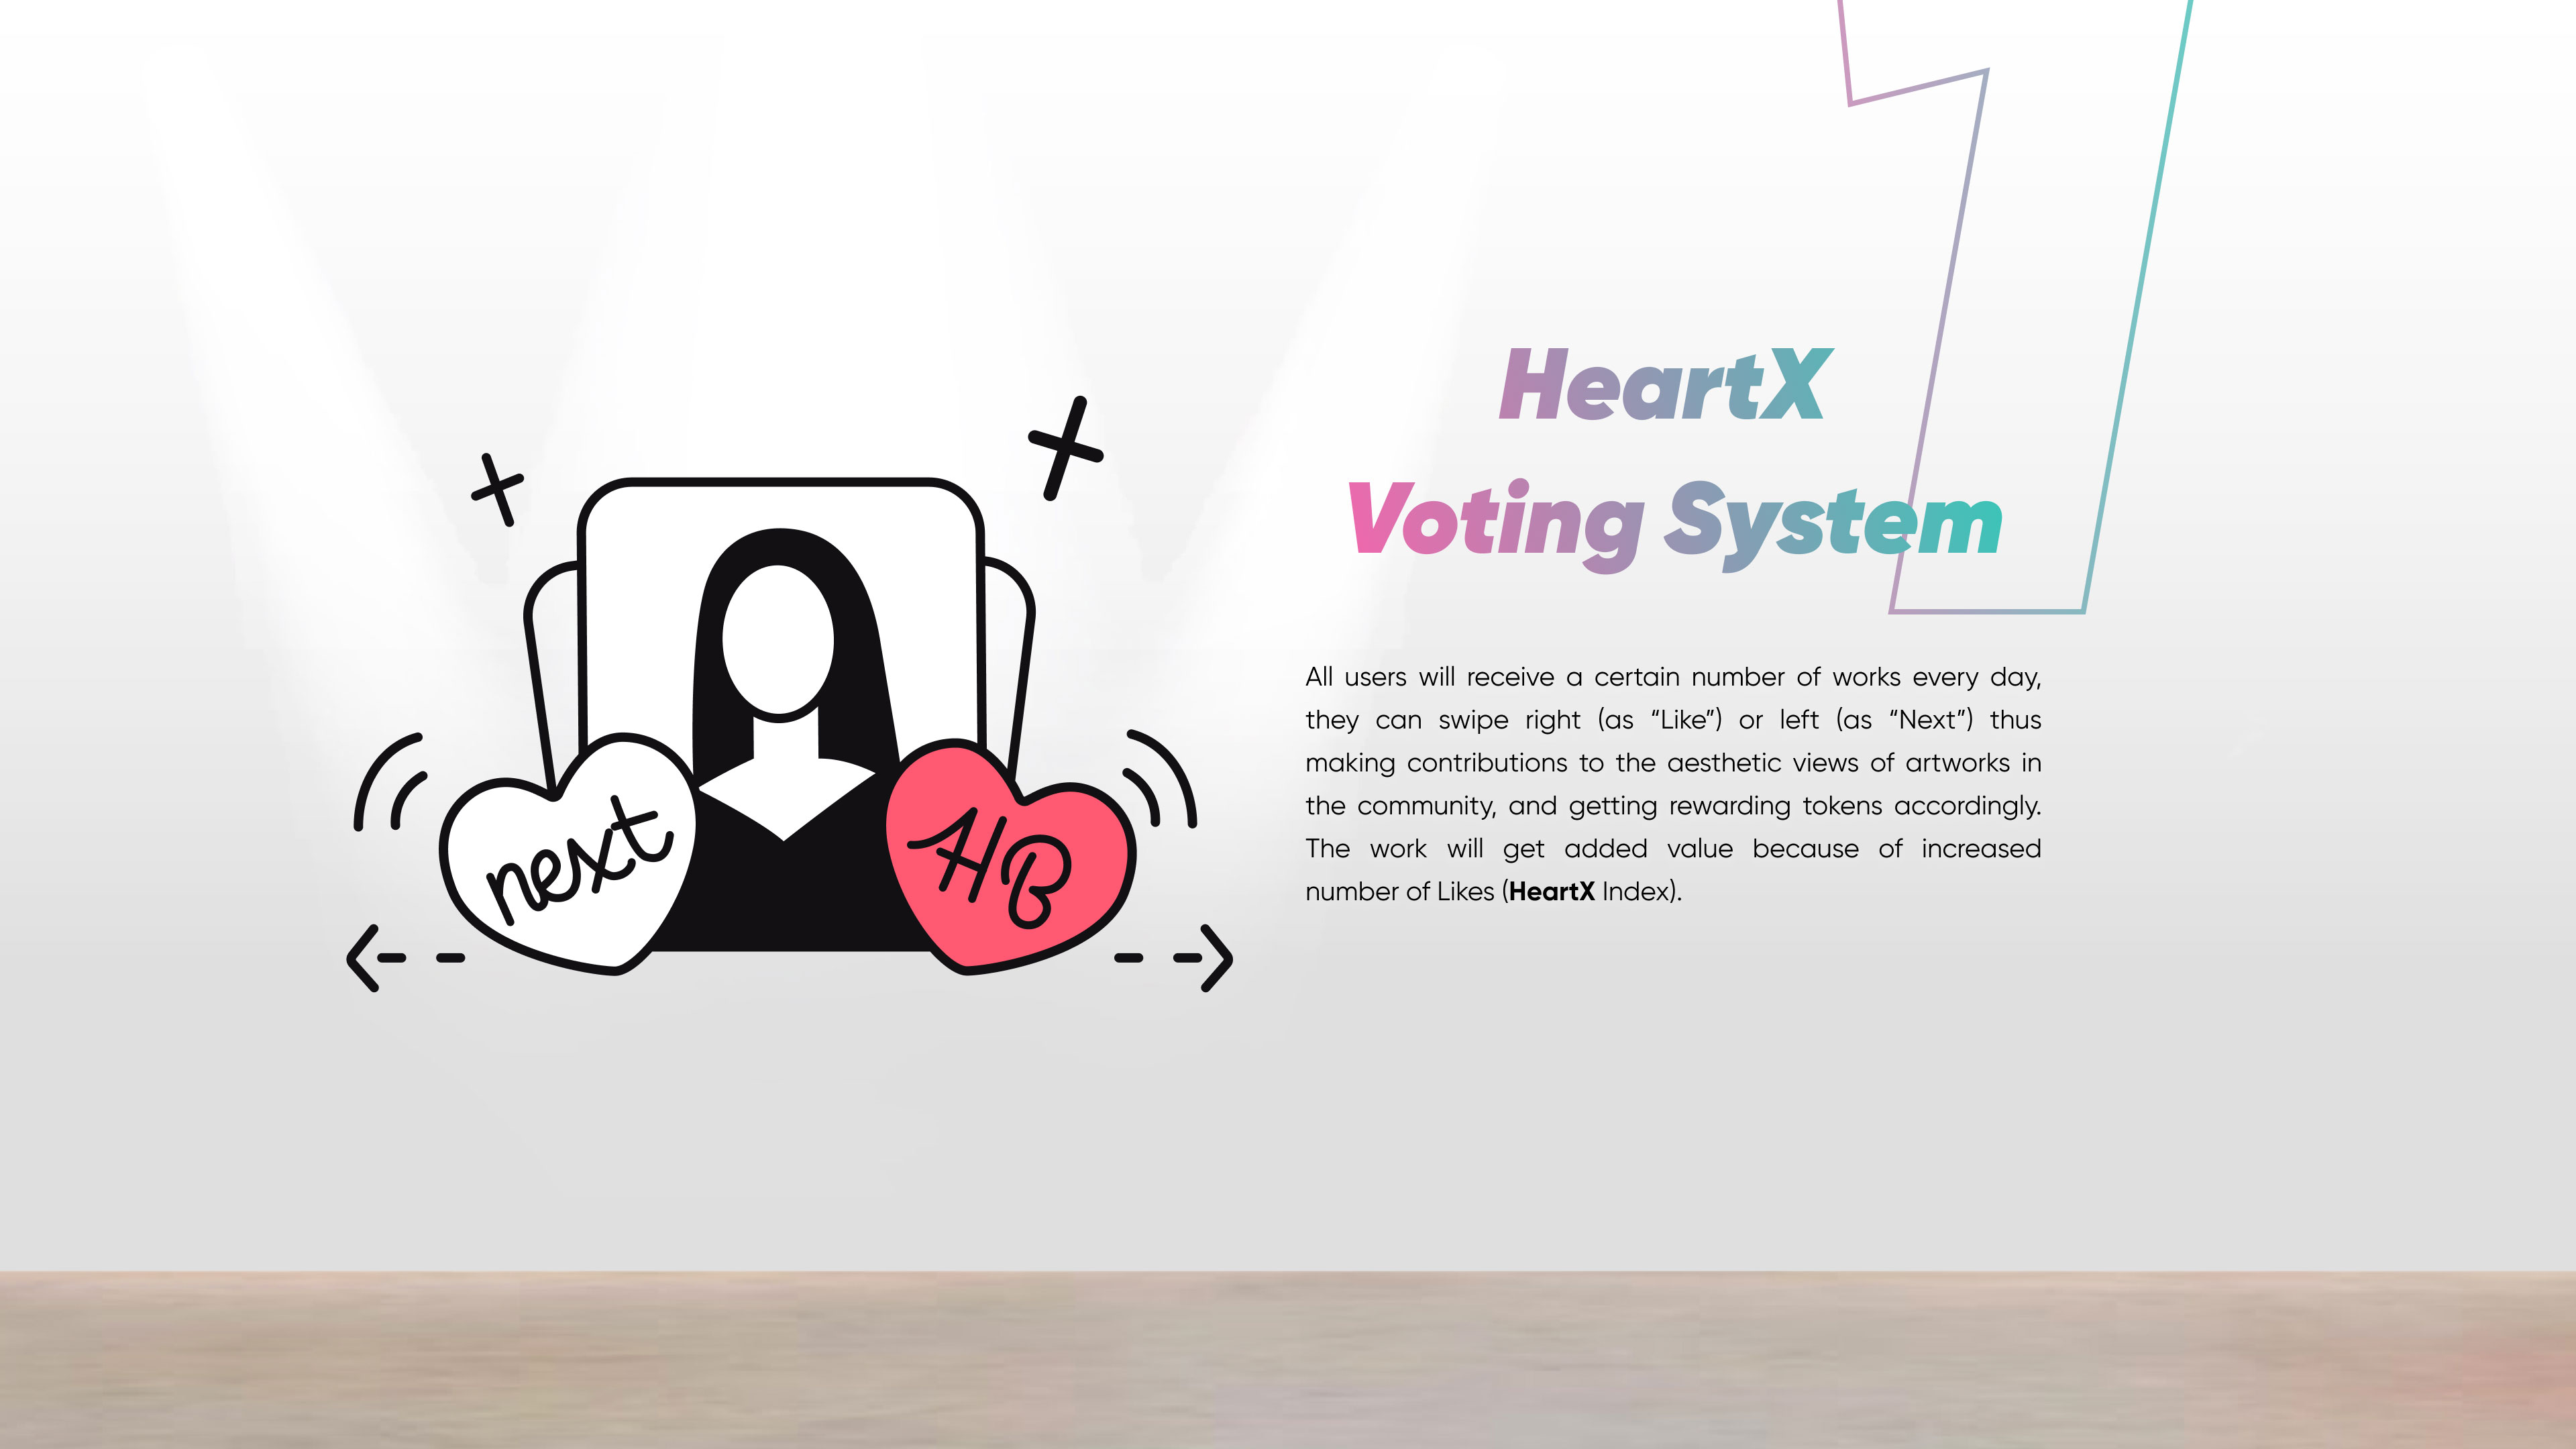 1
HeartX
Voting System
All users will receive a certain number of works every day,
they can swipe right (as “Like”) or left (as “Next”) thus
making contributions to the aesthetic views of artworks in
the community, and getting rewarding tokens accordingly.
The work will get added value because of increased
number of Likes (HeartX Index).
next
HB